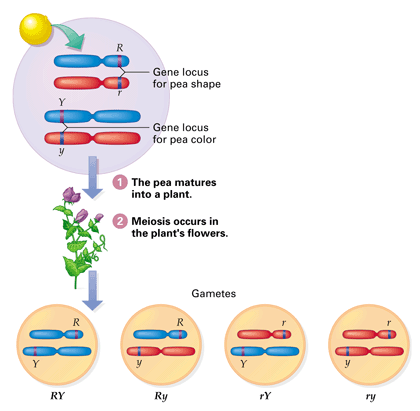 R
Gene locus
for pea shape
r
Y
Gene locus
for pea color
y
1 The pea matures
into a plant.
2 Meiosis occurs in
the plant's flowers.
Gametes
R R r r
Y y Y y
RY Ry rY ry